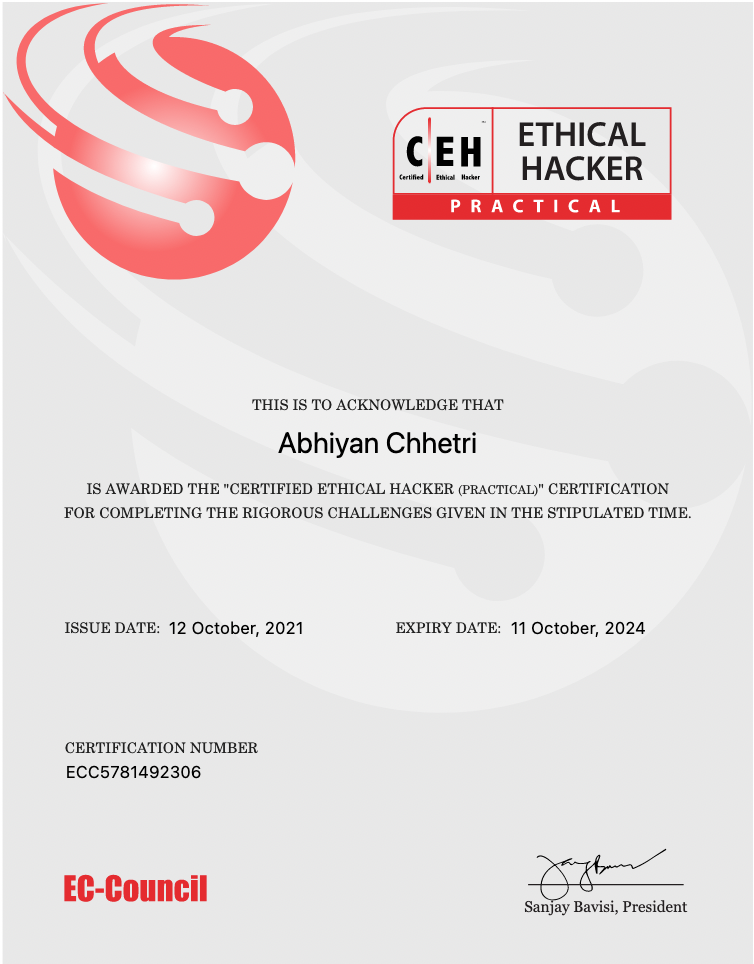 C|EH
Certified Ethical Hacker
ETHICAL
HACKER
PRACTICAL
THIS IS TO ACKNOWLEDGE THAT
Abhiyan Chhetri
IS AWARDED THE "CERTIFIED ETHICAL HACKER (PRACTICAL)" CERTIFICATION
FOR COMPLETING THE RIGOROUS CHALLENGES GIVEN IN THE STIPULATED TIME.
ISSUE DATE: 12 October, 2021 EXPIRY DATE: 11 October, 2024
CERTIFICATION NUMBER
ECC5781492306
EC-Council
Sanjay Bavisi, President